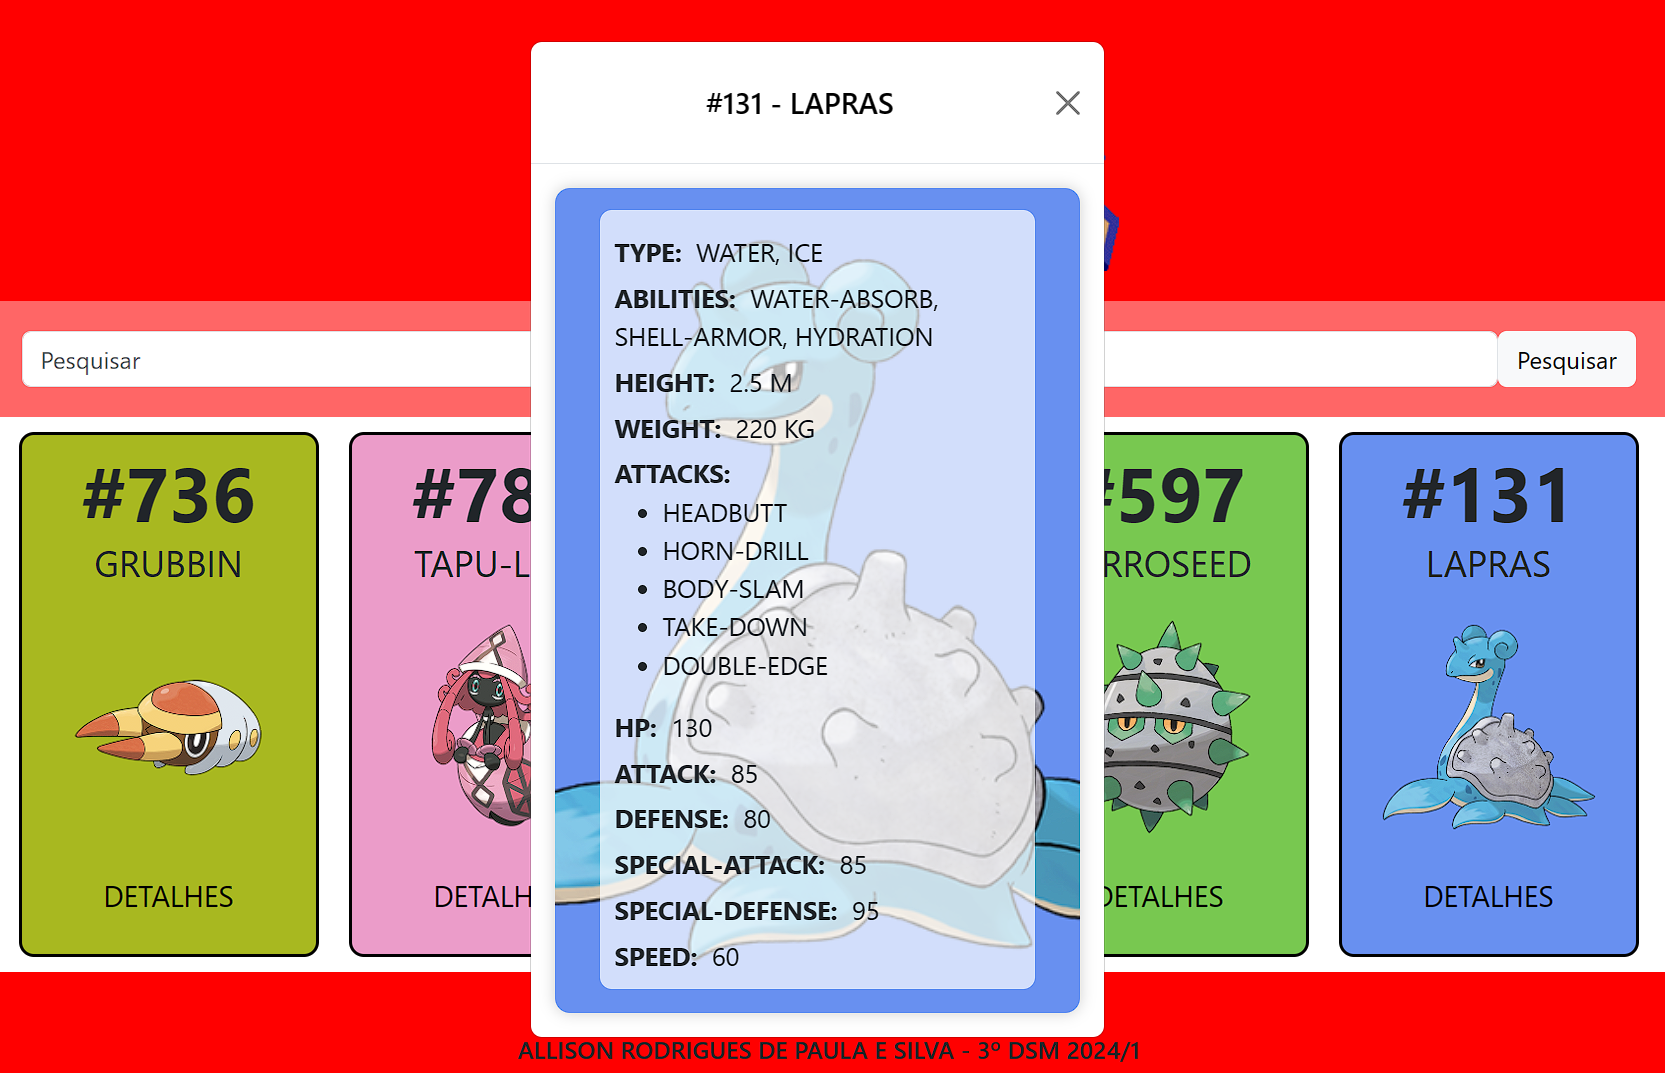 #131 - LAPRAS
TYPE: WATER, ICE
ABILITIES: WATER-ABSORB,
SHELL-ARMOR, HYDRATION
HEIGHT: 2.5 M
WEIGHT: 220 KG
ATTACKS:
• HEADBUTT
• HORN-DRILL
• BODY-SLAM
• TAKE-DOWN
• DOUBLE-EDGE
HP: 130
ATTACK: 85
DEFENSE: 80
SPECIAL-ATTACK: 85
SPECIAL-DEFENSE: 95
SPEED: 60
Pesquisar
Pesquisar
#736
GRUBBIN
DETALHES
#78
TAPU-L
DETALH
#597
RROSEED
DETALHES
#131
LAPRAS
DETALHES
ALLISON RODRIGUES DE PAULA E SILVA - 3º DSM 2024/1